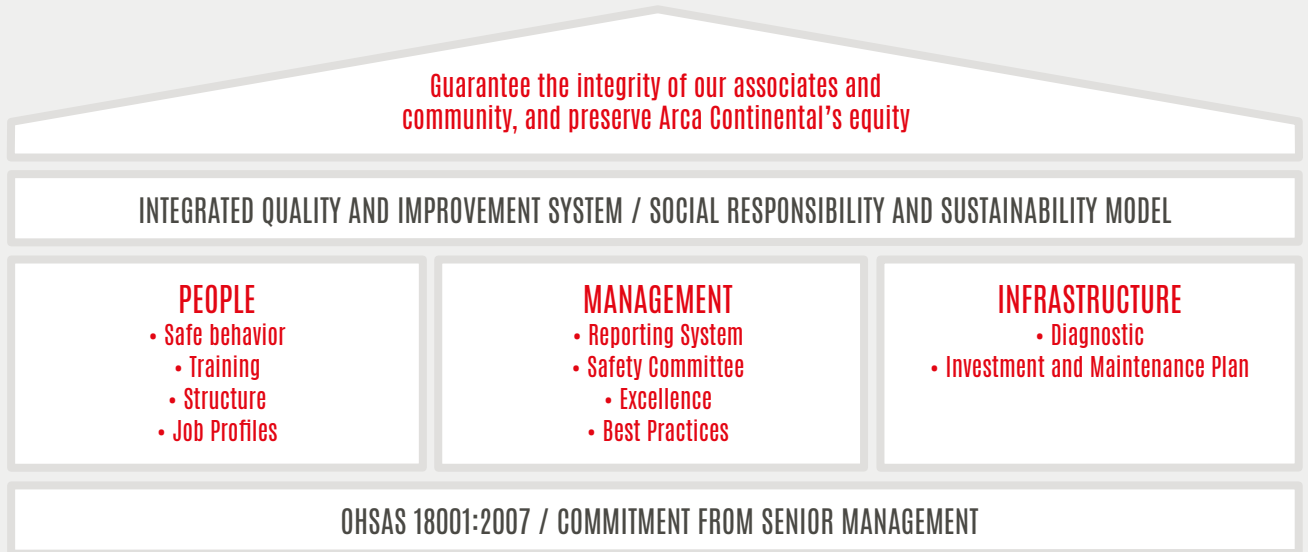 Guarantee the integrity of our associates and
community, and preserve Arca Continental’s equity
INTEGRATED QUALITY AND IMPROVEMENT SYSTEM / SOCIAL RESPONSIBILITY AND SUSTAINABILITY MODEL
PEOPLE
• Safe behavior
• Training
• Structure
• Job Profiles
MANAGEMENT
• Reporting System
• Safety Committee
• Excellence
• Best Practices
INFRASTRUCTURE
• Diagnostic
• Investment and Maintenance Plan
OHSAS 18001:2007 / COMMITMENT FROM SENIOR MANAGEMENT